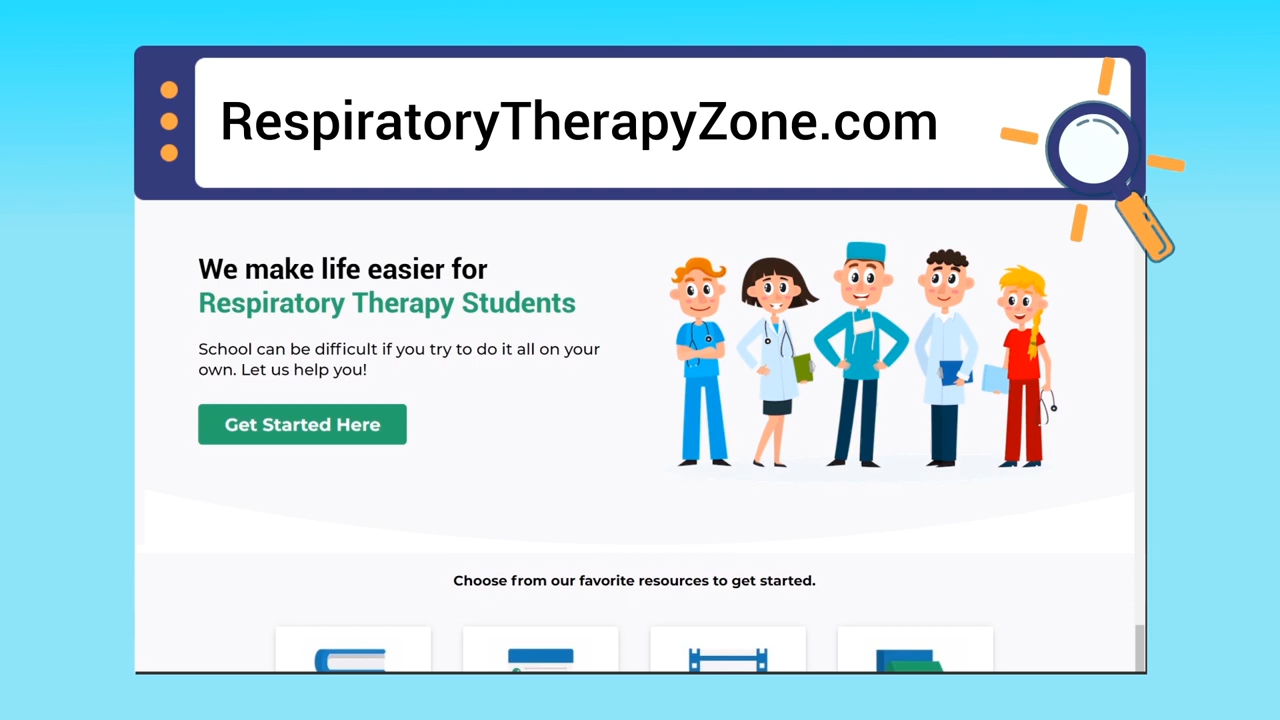 RespiratoryTherapyZone.com
We make life easier for
Respiratory Therapy Students
School can be difficult if you try to do it all on your
own. Let us help you!
Get Started Here
Choose from our favorite resources to get started.